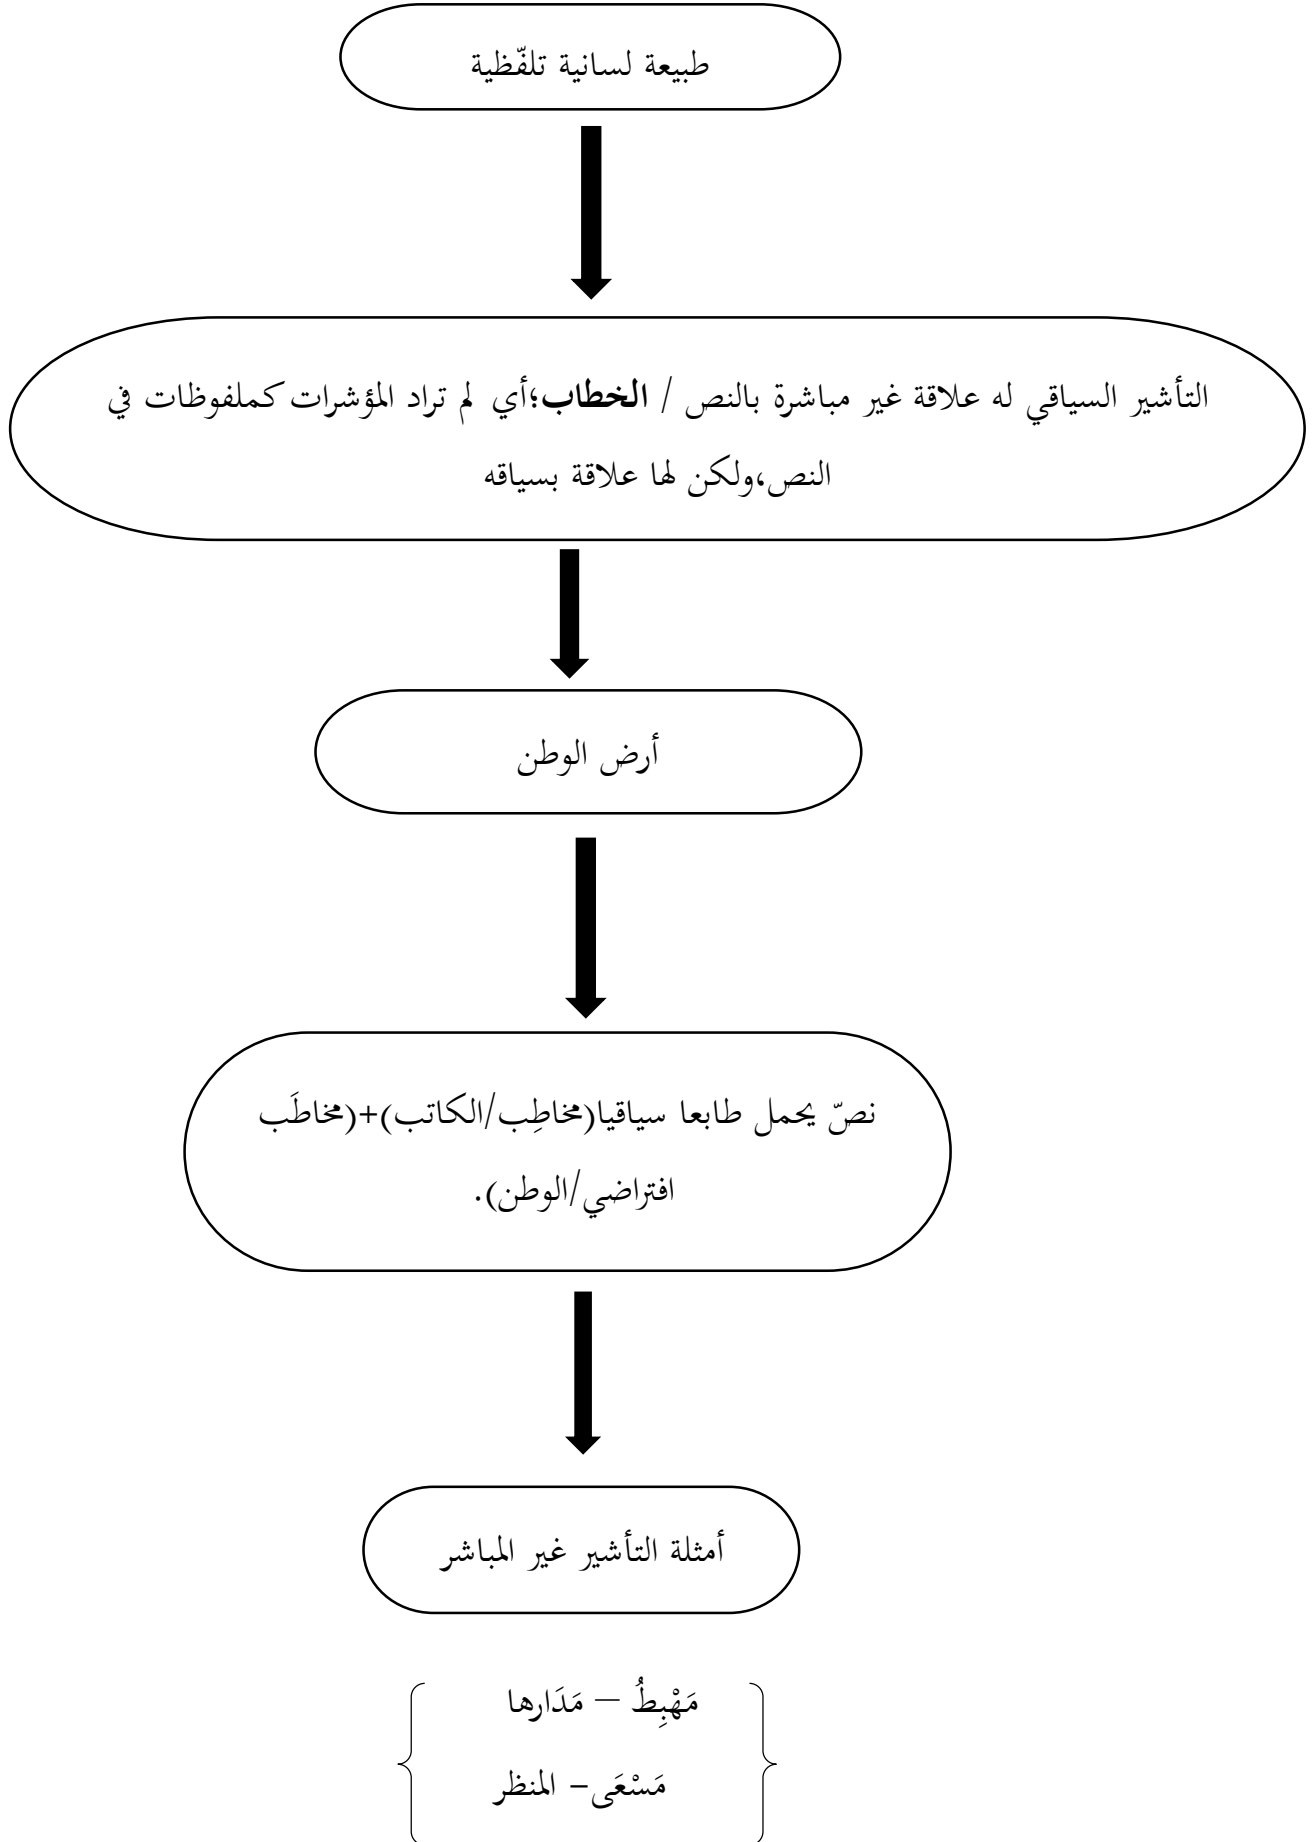 طبيعة لسانية تلفّظية
التأشير السياقي له علاقة غير مباشرة بالنص / الخطاب؛أي لم تراد المؤشرات كملفوظات في
النص،ولكن لها علاقة بسياقه
أرض الوطن
نصّ يحمل طابعا سياقيا(مخاطِب/الكاتب)+(مخاطَب
افتراضي/الوطن).
أمثلة التأشير غير المباشر
مَهْبِطُ – مَدَارها
مَسْعَى– المنظر